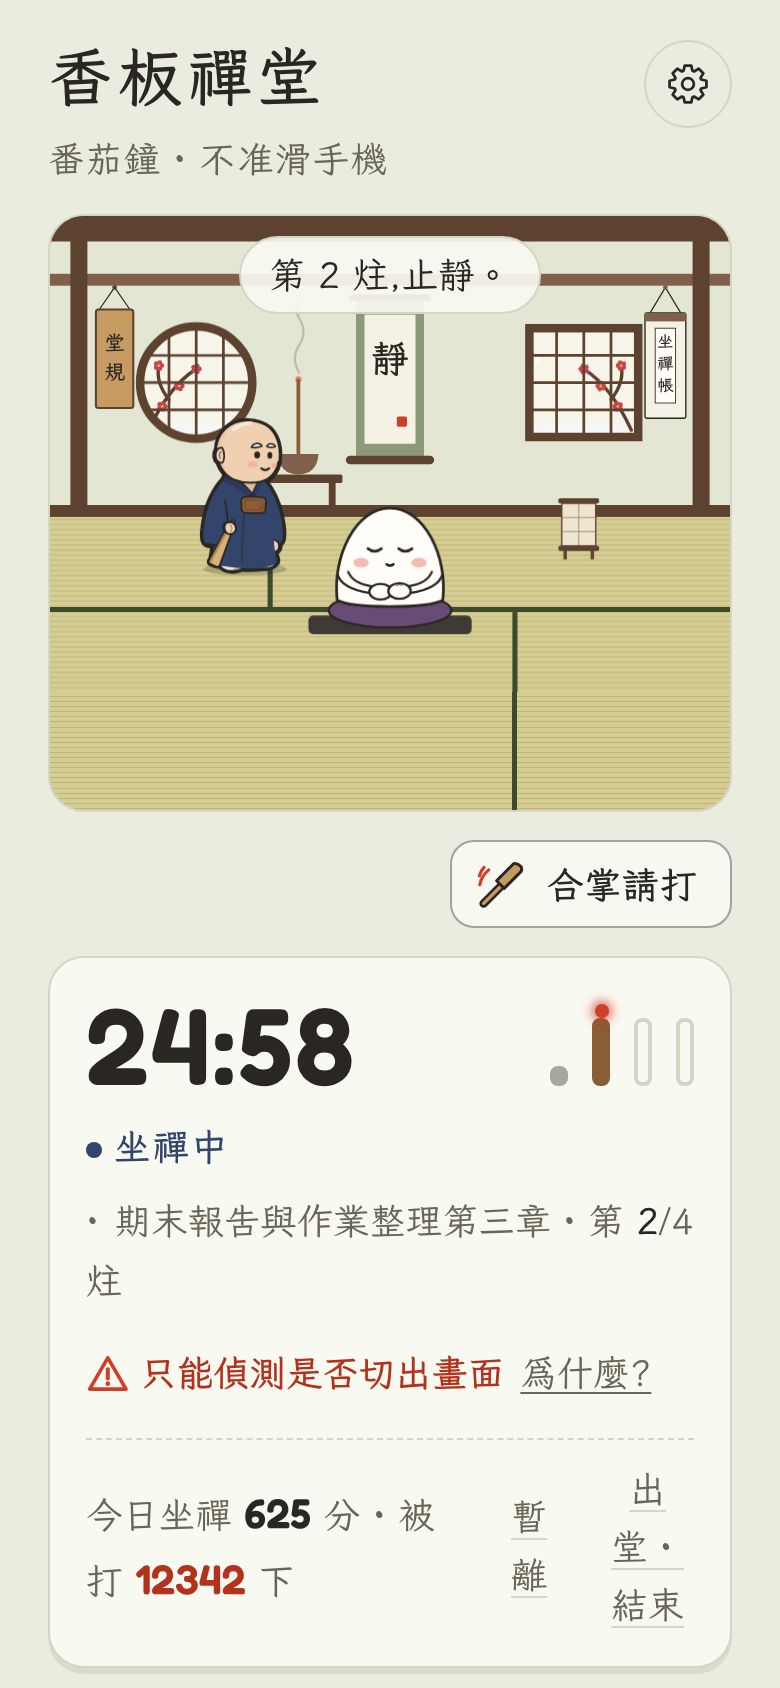 香板禪堂
番茄鐘・不准滑手機
第 2 炷,止靜。
堂規
靜
坐禪帳
合掌請打
24:58
坐禪中
・期末報告與作業整理第三章・第 2/4
炷
只能偵測是否切出畫面 為什麼?
今日坐禪 625 分・被
打 12342 下
暫
離
出
堂・
結束